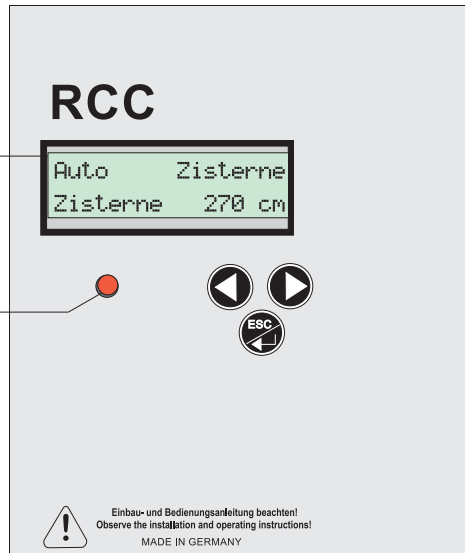 RCC
Auto Zisterne
Zisterne 270 cm
ESC
Einbau- und Bedienungsanleitung beachten!
Observe the installation and operating instructions!
MADE IN GERMANY